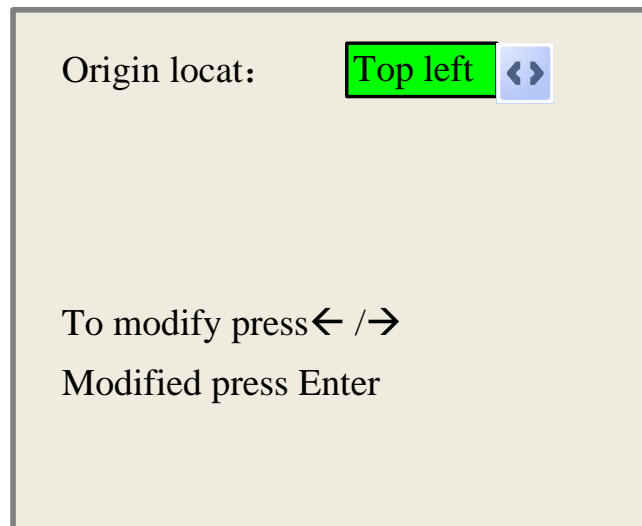 Origin locat： Top left
To modify press← /→
Modified press Enter